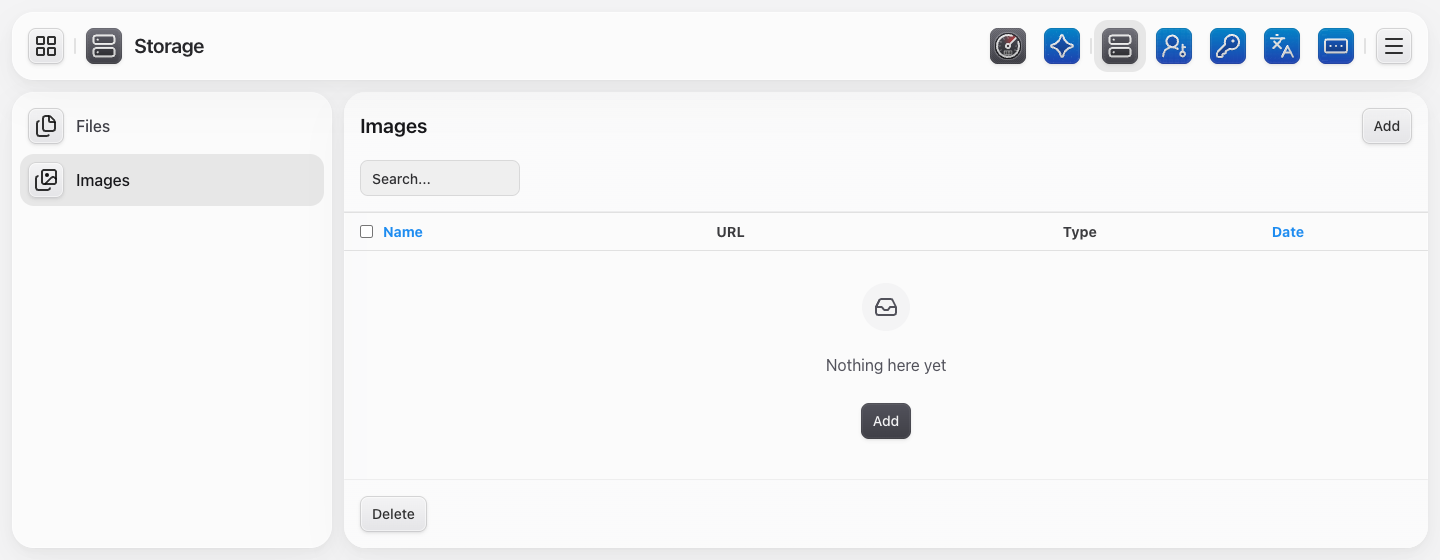 Storage
Files
Images
Images
Add
Search...
Name URL Type Date
Nothing here yet
Add
Delete